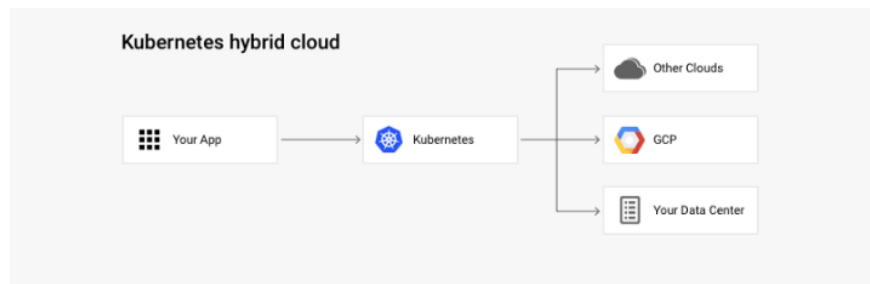 Kubernetes hybrid cloud
Your App
Kubernetes
Other Clouds
GCP
Your Data Center